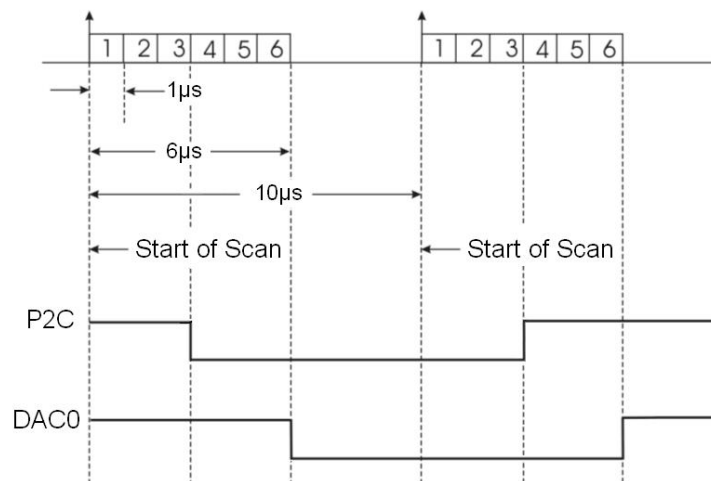 1 2 3 4 5 6 1 2 3 4 5 6
1µs
6µs
10µs
Start of Scan Start of Scan
P2C
DAC0